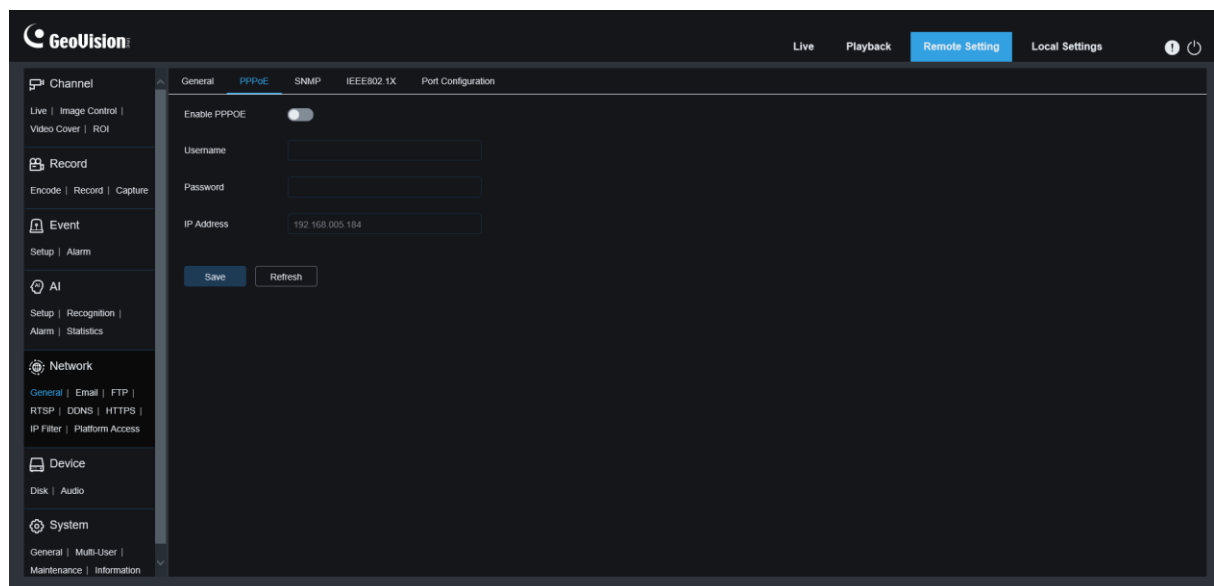 GeoVision
Live Playback Remote Setting Local Settings
Channel
Live | Image Control |
Video Cover | ROI
Record
Encode | Record | Capture
Event
Setup | Alarm
AI
Setup | Recognition |
Alarm | Statistics
Network
General | Email | FTP |
RTSP | DDNS | HTTPS |
IP Filter | Platform Access
Device
Disk | Audio
System
General | Multi-User |
Maintenance | Information
General PPPoE SNMP IEEE802.1X Port Configuration
Enable PPPOE
Username
Password
IP Address 192.168.005.184
Save Refresh